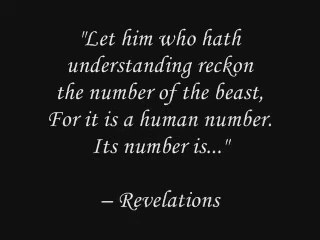 "Let him who hath
understanding reckon
the number of the beast,
For it is a human number.
Its number is..."
– Revelations